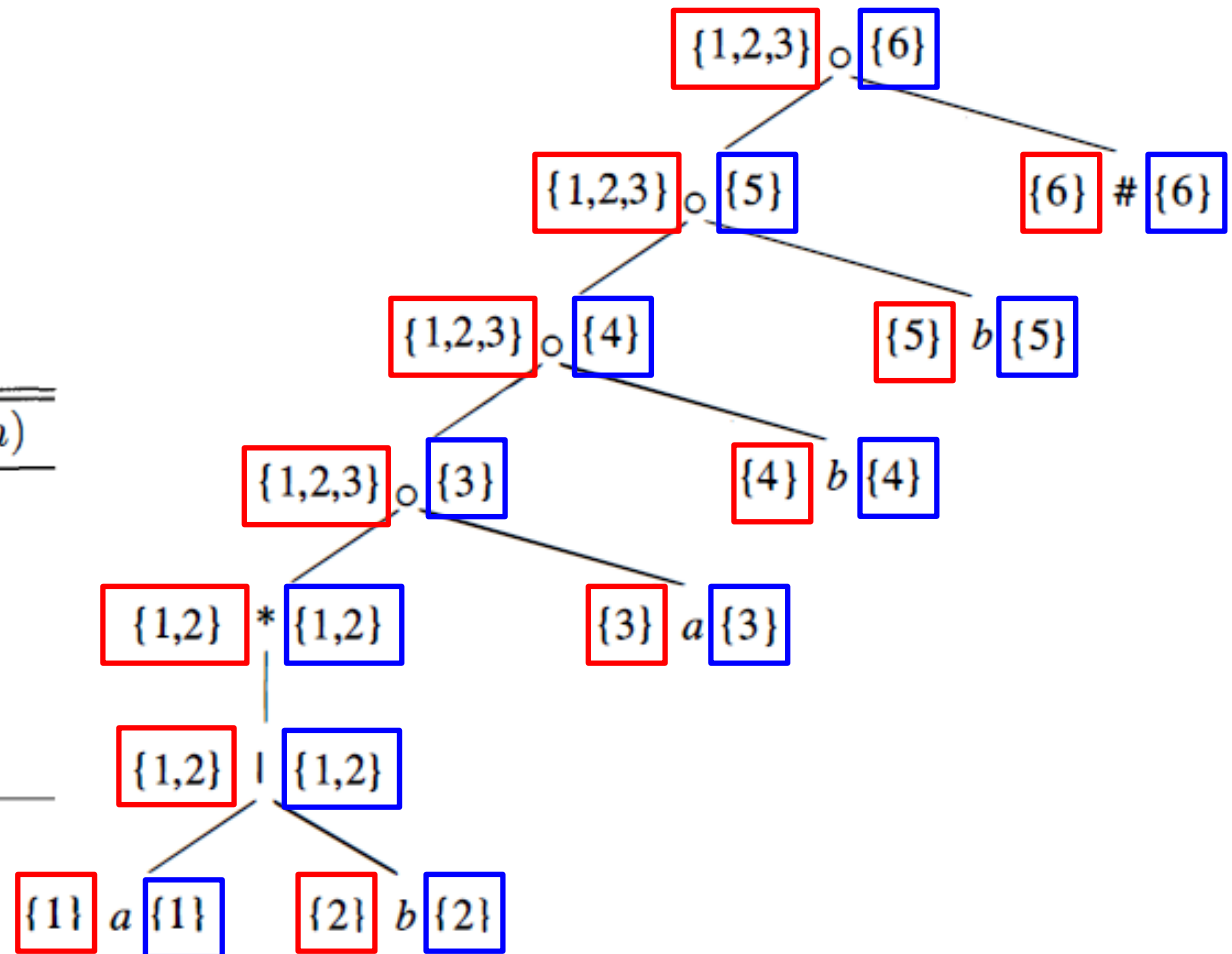 {1,2,3} ○ {6}
{1,2,3} ○ {5} {6} # {6}
{1,2,3} ○ {4} {5} b {5}
)
{1,2,3} ○ {3} {4} b {4}
{1,2} * {1,2} {3} a {3}
{1,2} | {1,2}
{1} a {1} {2} b {2}